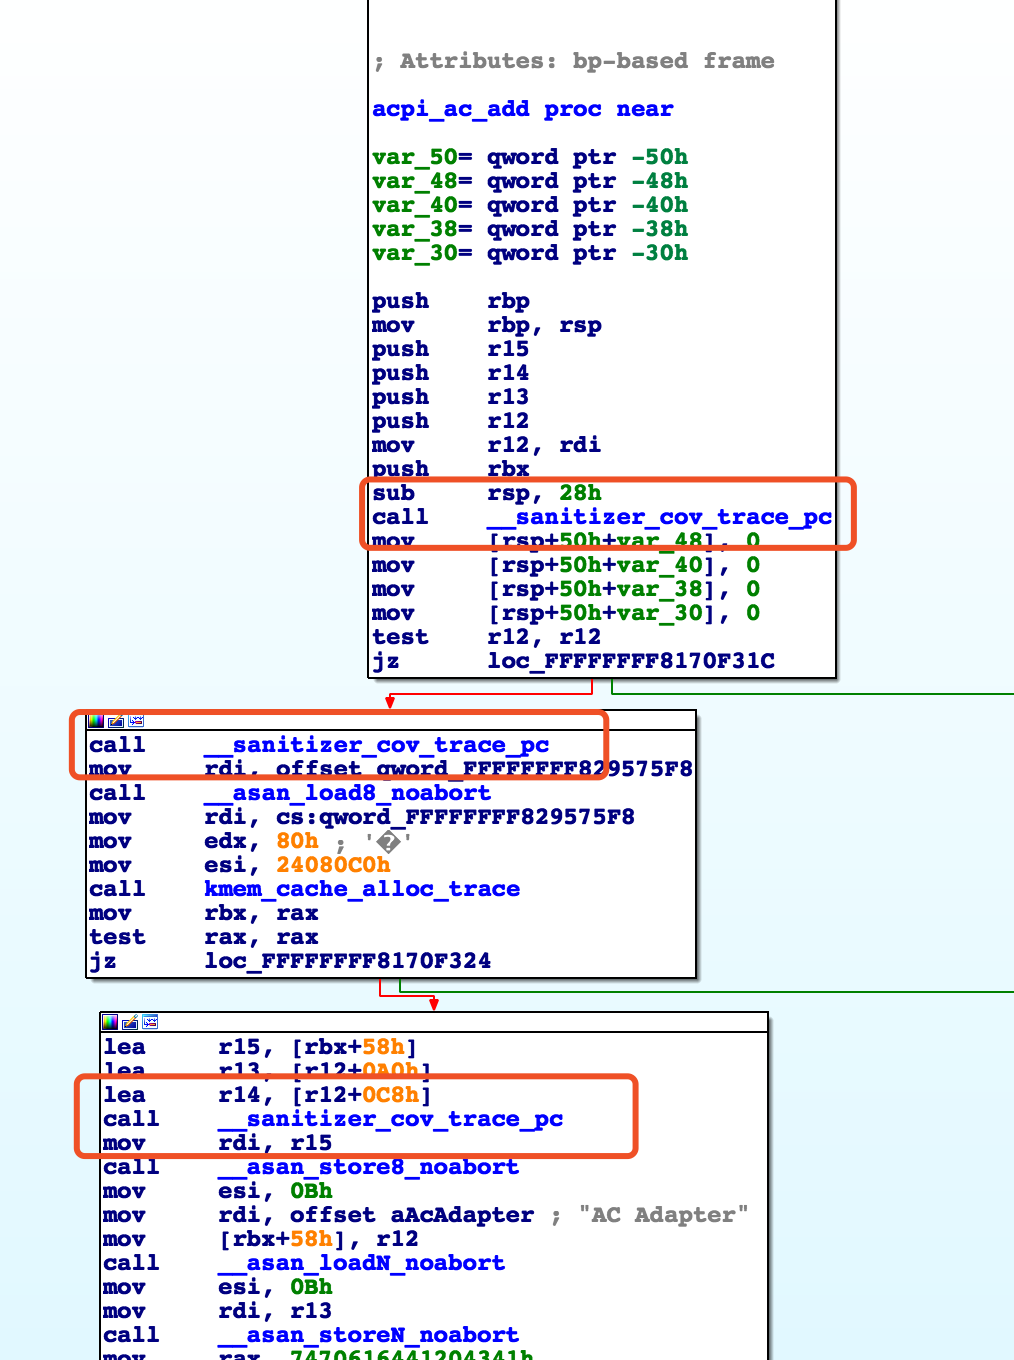 ; Attributes: bp-based frame
acpi_ac_add proc near
var_50= qword ptr -50h
var_48= qword ptr -48h
var_40= qword ptr -40h
var_38= qword ptr -38h
var_30= qword ptr -30h
push rbp
mov rbp, rsp
push r15
push r14
push r13
push r12
mov r12, rdi
push rbx
sub rsp, 28h
call __sanitizer_cov_trace_pc
mov [rsp+50h+var_48], 0
mov [rsp+50h+var_40], 0
mov [rsp+50h+var_38], 0
mov [rsp+50h+var_30], 0
test r12, r12
jz loc_FFFFFFFF8170F31C
call __sanitizer_cov_trace_pc
mov rdi, offset qword_FFFFFFFF829575F8
call __asan_load8_noabort
mov rdi, cs:qword_FFFFFFFF829575F8
mov edx, 80h ; '�'
mov esi, 24080C0h
call kmem_cache_alloc_trace
mov rbx, rax
test rax, rax
jz loc_FFFFFFFF8170F324
lea r15, [rbx+58h]
lea r13, [r12+0A0h]
lea r14, [r12+0C8h]
call __sanitizer_cov_trace_pc
mov rdi, r15
call __asan_store8_noabort
mov esi, 0Bh
mov rdi, offset aAcAdapter ; "AC Adapter"
mov [rbx+58h], r12
call __asan_loadN_noabort
mov esi, 0Bh
mov rdi, r13
call __asan_storeN_noabort
mov rax, 7470616441204341h